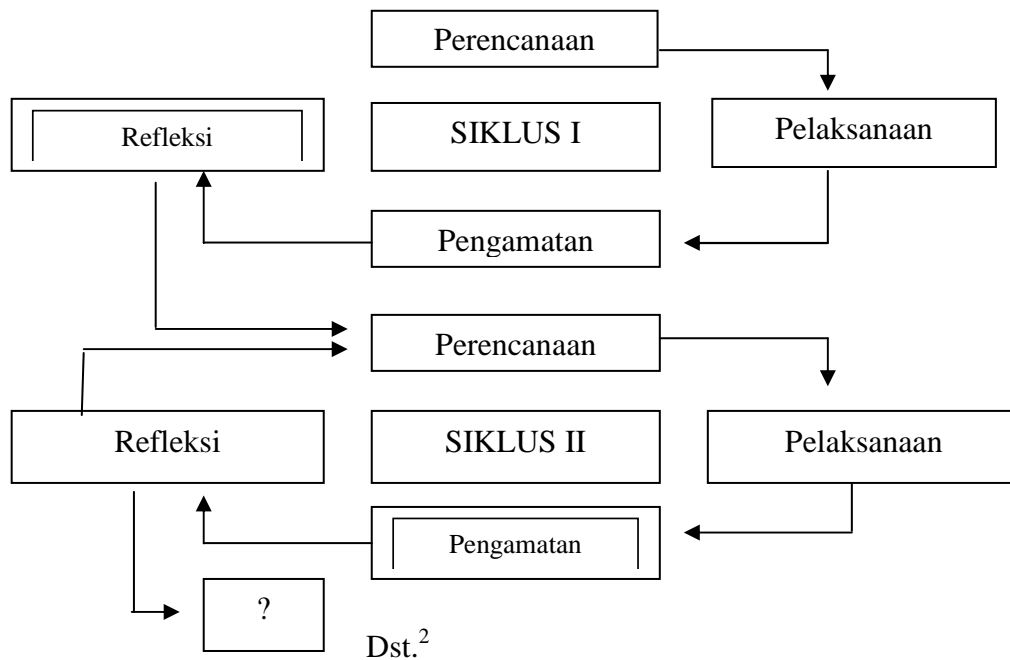 Perencanaan
Refleksi
SIKLUS I
Pelaksanaan
Pengamatan
Perencanaan
Refleksi
SIKLUS II
Pelaksanaan
Pengamatan
?
Dst.²